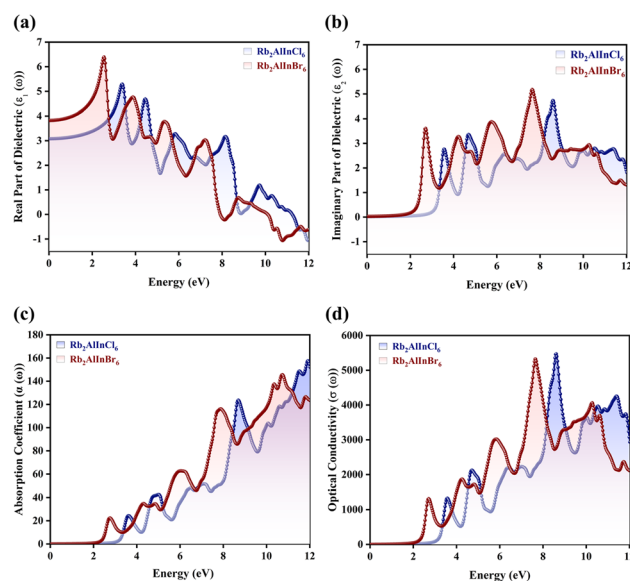 (a)
Real Part of Dielectric (ε₁ (ω))
7
6
5
4
3
2
1
0
-1
Rb₂AlInCl₆
Rb₂AlInBr₆
0 2 4 6 8 10 12
Energy (eV)
(b)
Imaginary Part of Dielectric (ε₂ (ω))
7
6
5
4
3
2
1
0
-1
Rb₂AlInCl₆
Rb₂AlInBr₆
0 2 4 6 8 10 12
Energy (eV)
(c)
Absorption Coefficient (α (ω))
180
160
140
120
100
80
60
40
20
0
Rb₂AlInCl₆
Rb₂AlInBr₆
0 2 4 6 8 10 12
Energy (eV)
(d)
Optical Conductivity (σ (ω))
6000
5000
4000
3000
2000
1000
0
Rb₂AlInCl₆
Rb₂AlInBr₆
0 2 4 6 8 10 12
Energy (eV)